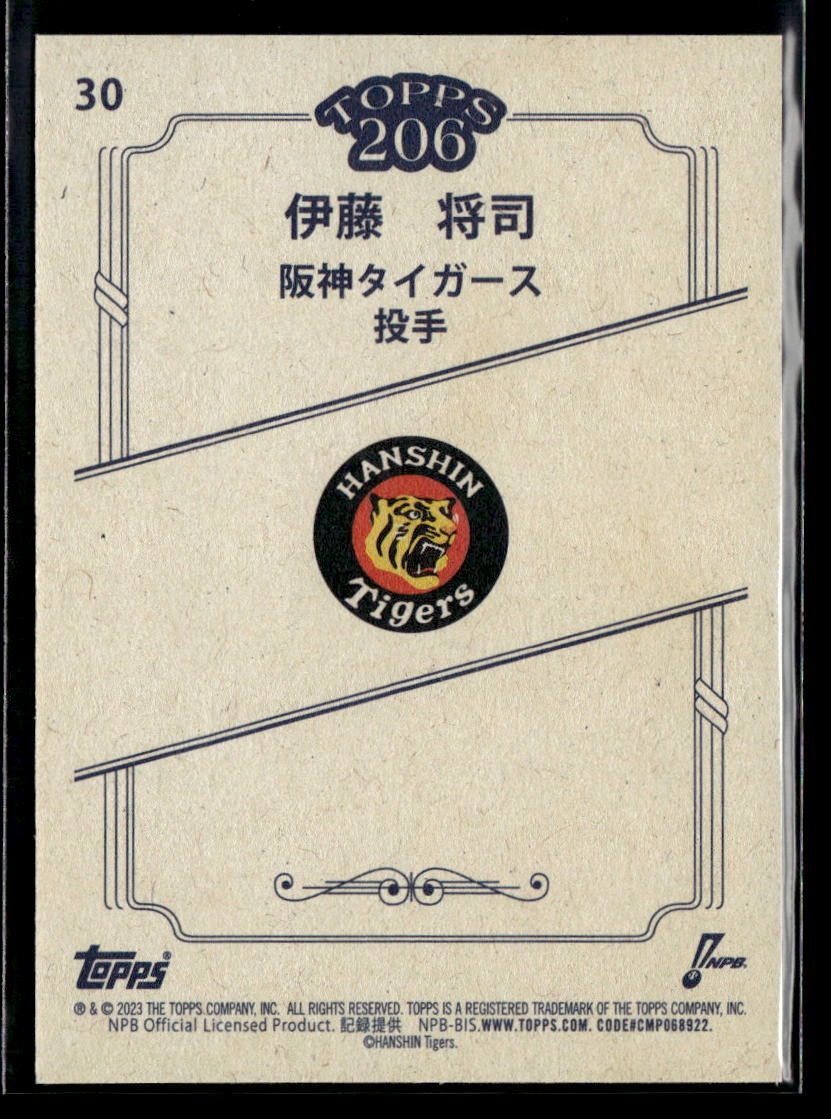 30
TOPPS
206
伊藤　将司
阪神タイガース
投手
HANSHIN
Tigers
topps®
NPB®
® & © 2023 THE TOPPS COMPANY, INC. ALL RIGHTS RESERVED. TOPPS IS A REGISTERED TRADEMARK OF THE TOPPS COMPANY, INC.
NPB Official Licensed Product. 記録提供 NPB-BIS.WWW.TOPPS.COM. CODE#CMP068922.
©HANSHIN Tigers.